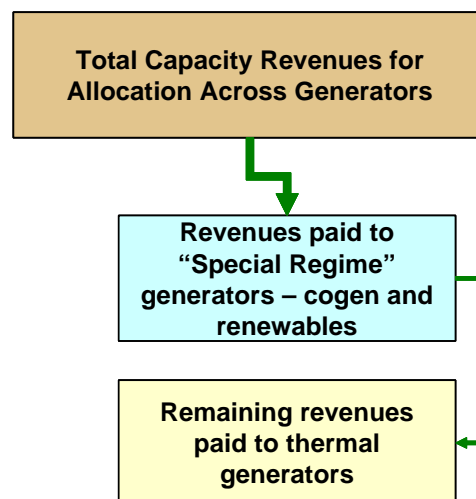 Total Capacity Revenues for
Allocation Across Generators
Revenues paid to
“Special Regime”
generators – cogen and
renewables
Remaining revenues
paid to thermal
generators